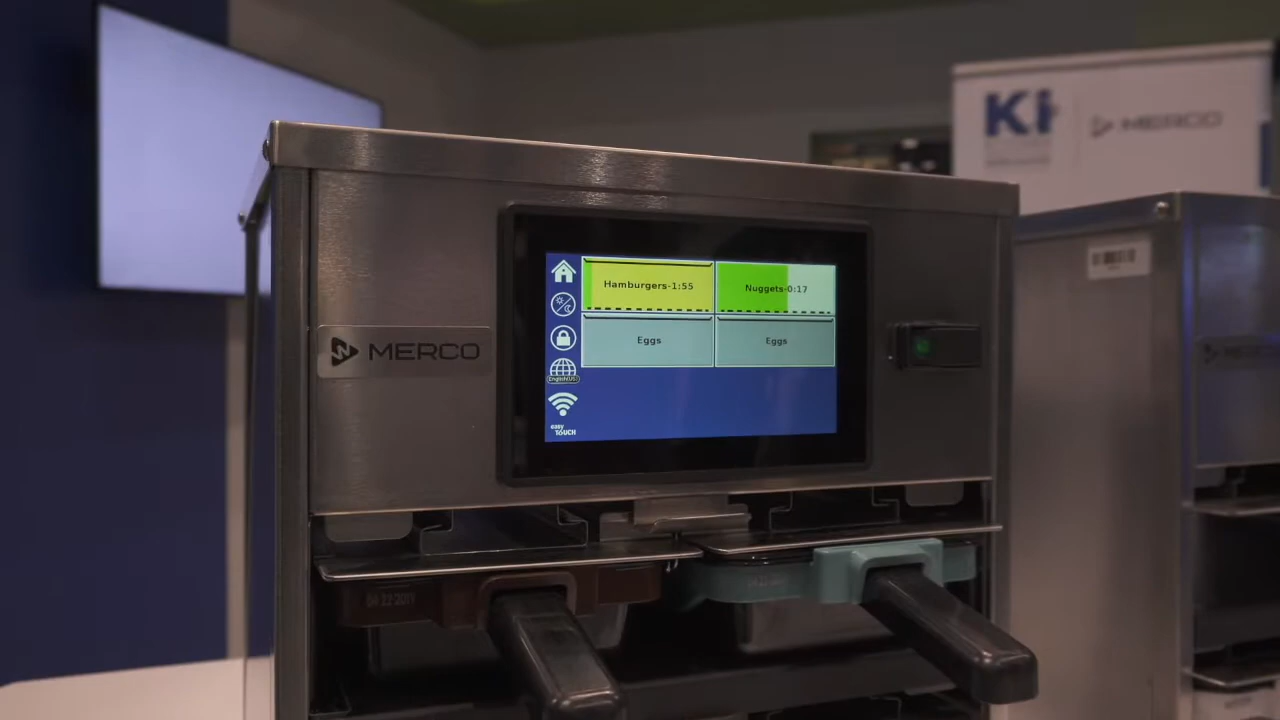 Ki
MERCO
Hamburgers-1:55
Nuggets-0:17
Eggs
Eggs
English(US)
easy
TOUCH
MERCO